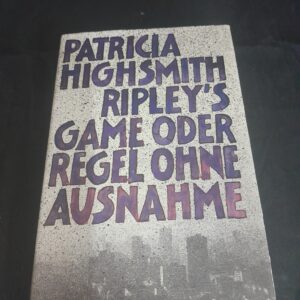 PATRICIA
HIGHSMITH
RIPLEY'S
GAME ODER
REGEL OHNE
AUSNAHME